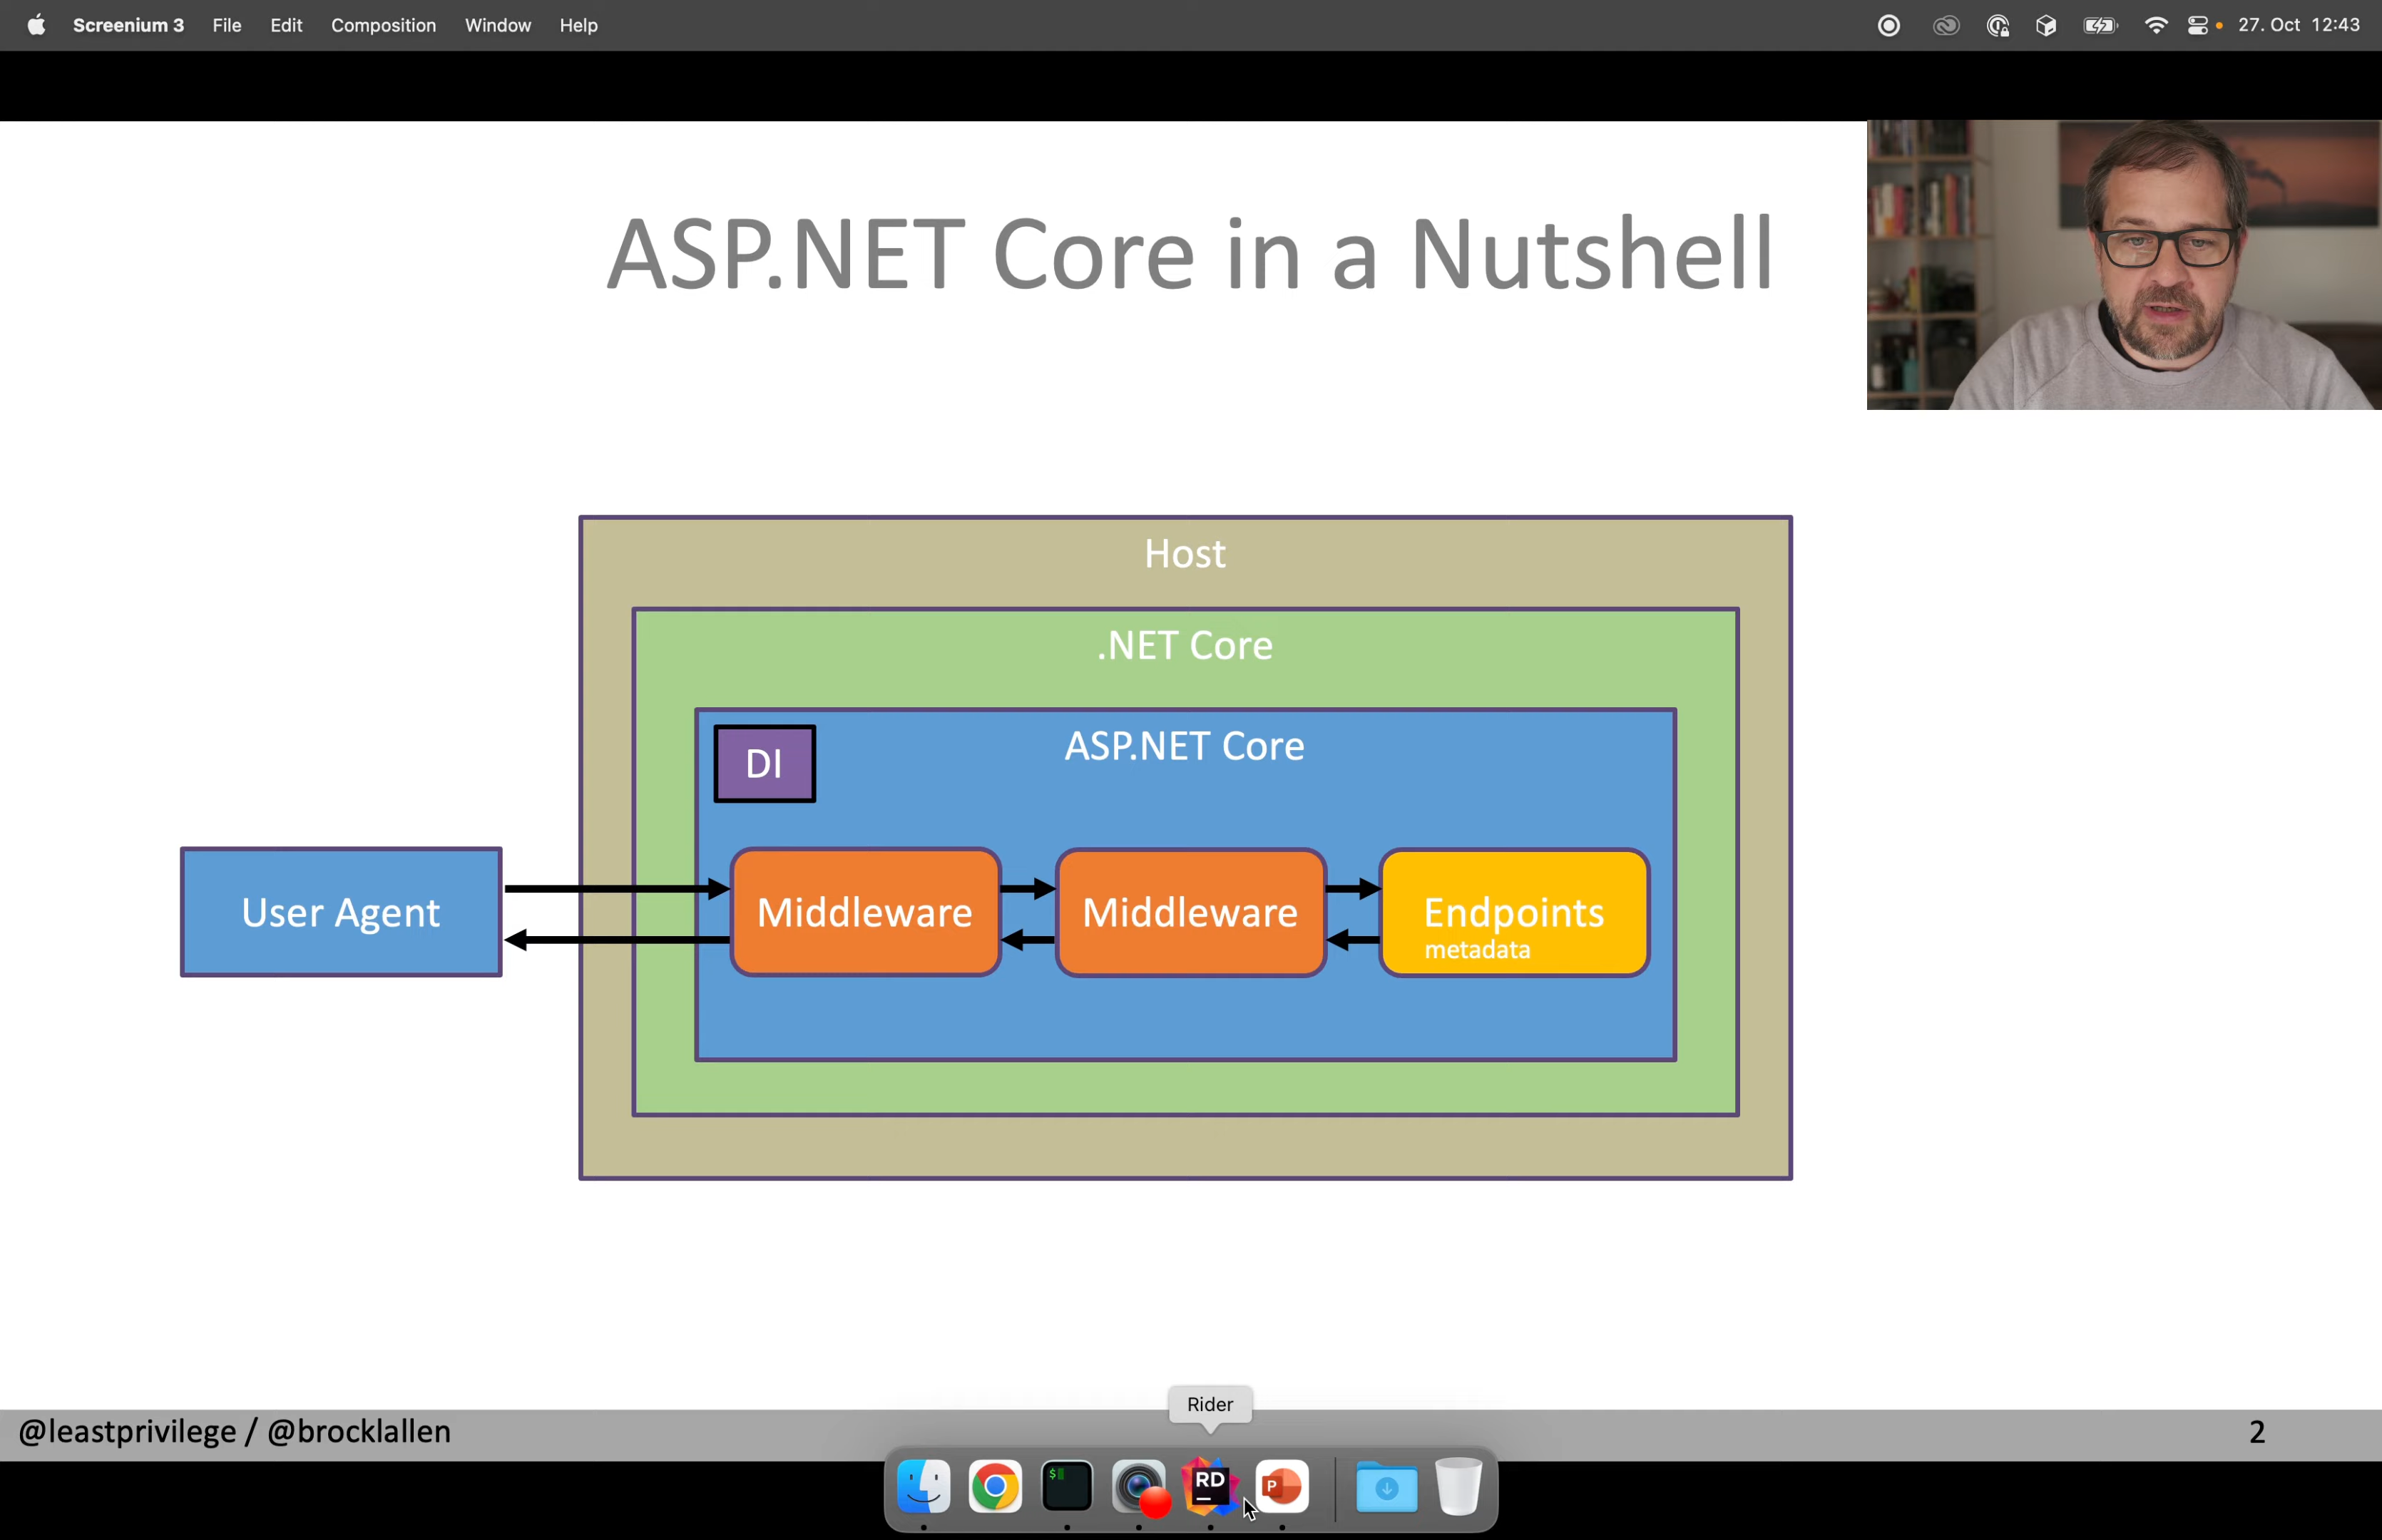 Screenium 3 File Edit Composition Window Help 27. Oct 12:43
ASP.NET Core in a Nutshell
Host
.NET Core
ASP.NET Core
DI
User Agent
Middleware
Middleware
Endpoints
metadata
Rider
@leastprivilege / @brocklallen
2
$
RD
P